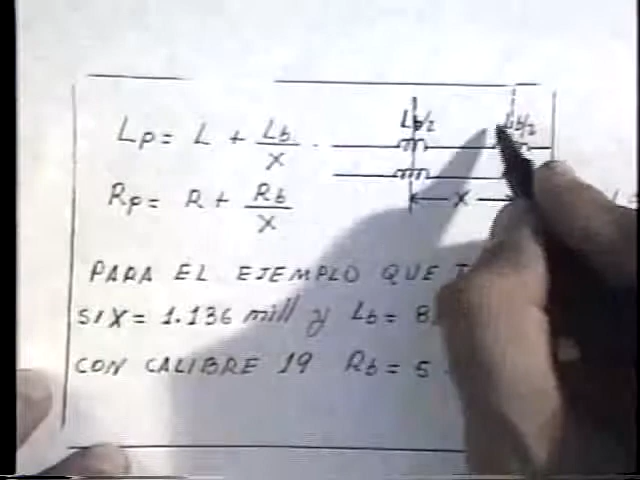 Lp = L + Lb/X
Lb/2 Lb/2
Rp = R + Rb/X
X
PARA EL EJEMPLO QUE
SI X = 1.136 mill y Lb = 8
CON CALIBRE 19 Rb = 5